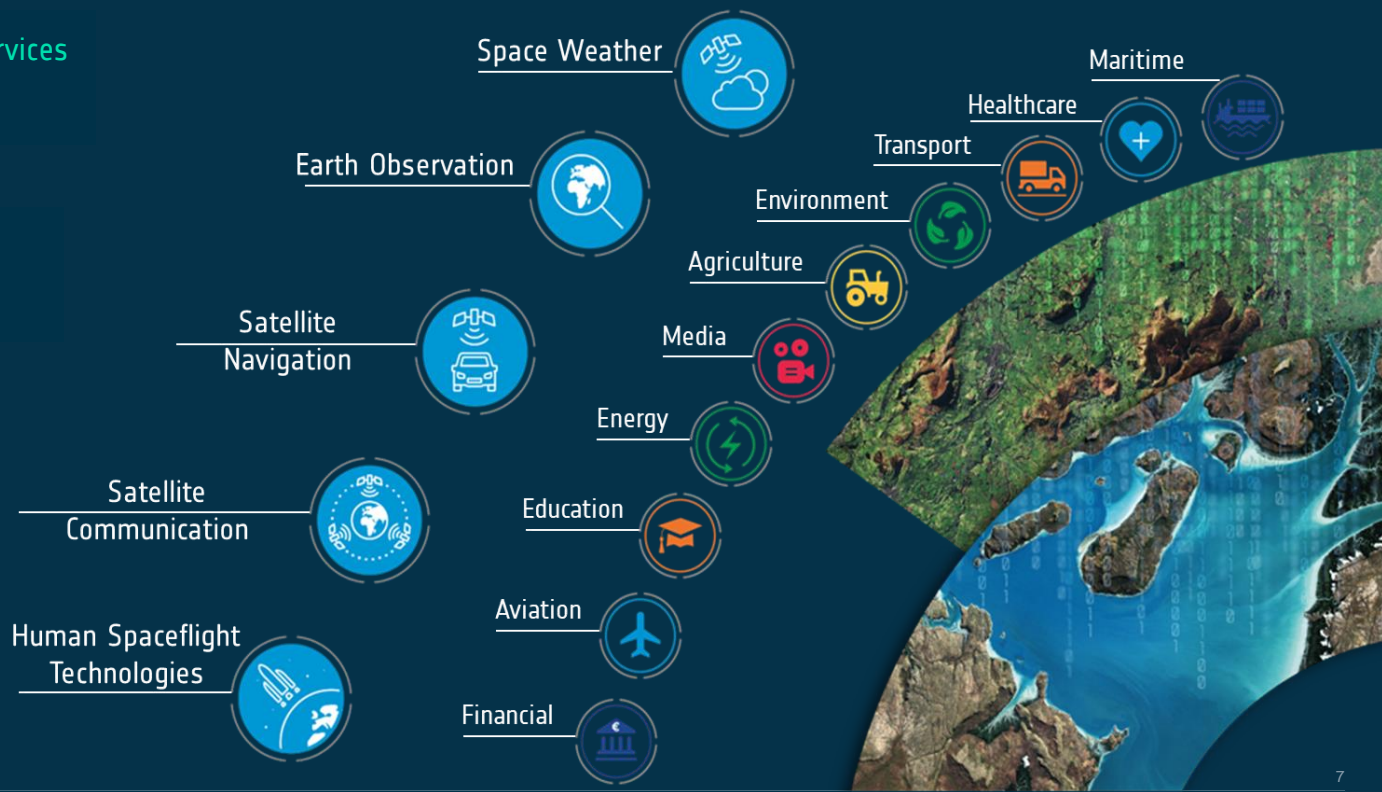 rvices
Space Weather
Maritime
Healthcare
Transport
Earth Observation
Environment
Agriculture
Satellite
Navigation
Media
Energy
Satellite
Communication
Education
Aviation
Human Spaceflight
Technologies
Financial
€
7